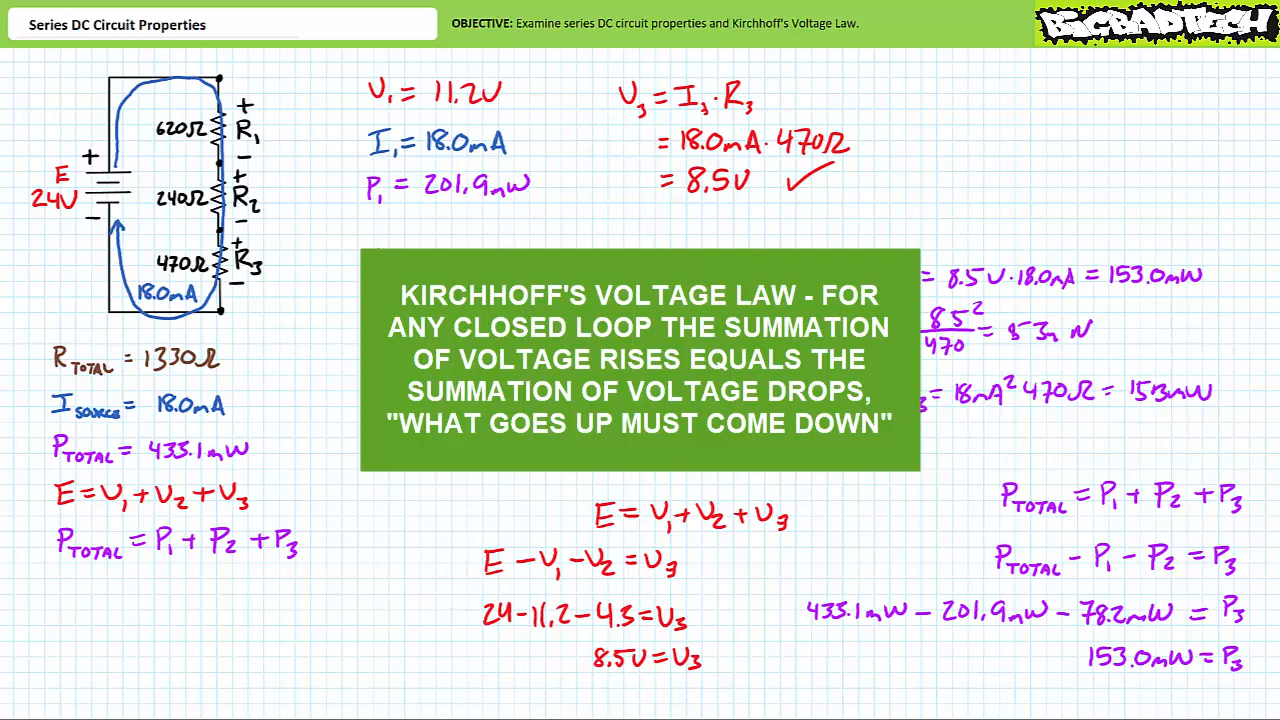 Series DC Circuit Properties
OBJECTIVE: Examine series DC circuit properties and Kirchhoff's Voltage Law.
BIGBADTECH
E
24V
+
−
620Ω
+
R1
−
240Ω
+
R2
−
470Ω
+
R3
−
18.0mA
RTOTAL = 1330Ω
ISOURCE = 18.0mA
PTOTAL = 433.1mW
E = V1 + V2 + V3
PTOTAL = P1 + P2 + P3
V1 = 11.2V
I1 = 18.0mA
P1 = 201.9mW
V3 = I3 · R3
= 18.0mA · 470Ω
= 8.5V ✓
KIRCHHOFF'S VOLTAGE LAW - FOR
ANY CLOSED LOOP THE SUMMATION
OF VOLTAGE RISES EQUALS THE
SUMMATION OF VOLTAGE DROPS,
"WHAT GOES UP MUST COME DOWN"
= 8.5V · 18.0mA = 153.0mW
8.5²
470
= 18mA² 470Ω = 153mW
E = V1 + V2 + V3
E − V1 − V2 = V3
24 − 11.2 − 4.3 = V3
8.5V = V3
PTOTAL = P1 + P2 + P3
PTOTAL − P1 − P2 = P3
433.1mW − 201.9mW − 78.2mW = P3
153.0mW = P3